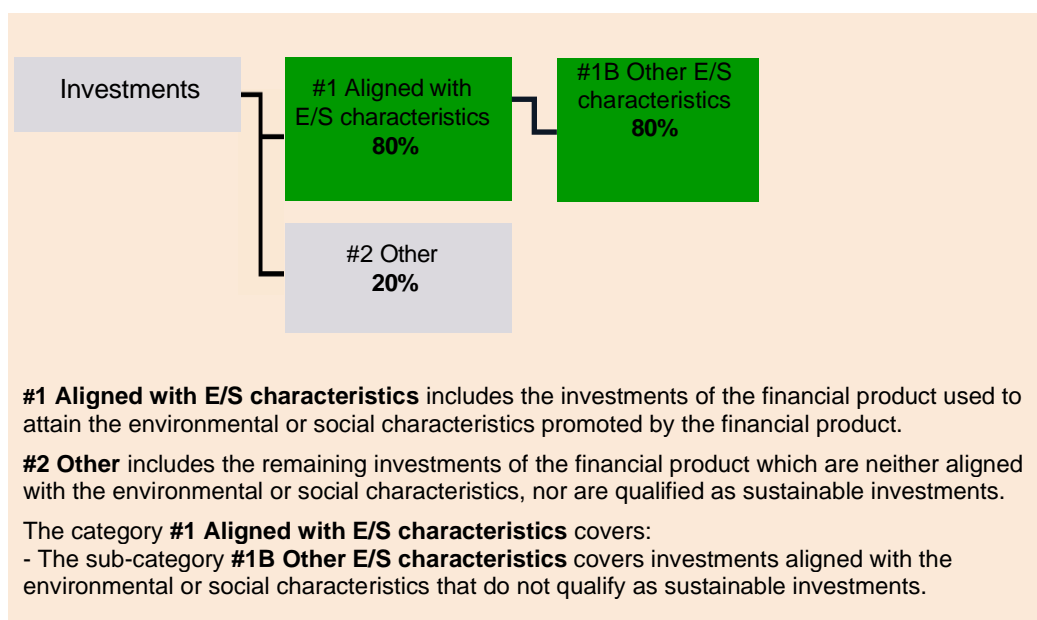 Investments
#1 Aligned with
E/S characteristics
80%
#1B Other E/S
characteristics
80%
#2 Other
20%
#1 Aligned with E/S characteristics includes the investments of the financial product used to
attain the environmental or social characteristics promoted by the financial product.
#2 Other includes the remaining investments of the financial product which are neither aligned
with the environmental or social characteristics, nor are qualified as sustainable investments.
The category #1 Aligned with E/S characteristics covers:
- The sub-category #1B Other E/S characteristics covers investments aligned with the
environmental or social characteristics that do not qualify as sustainable investments.